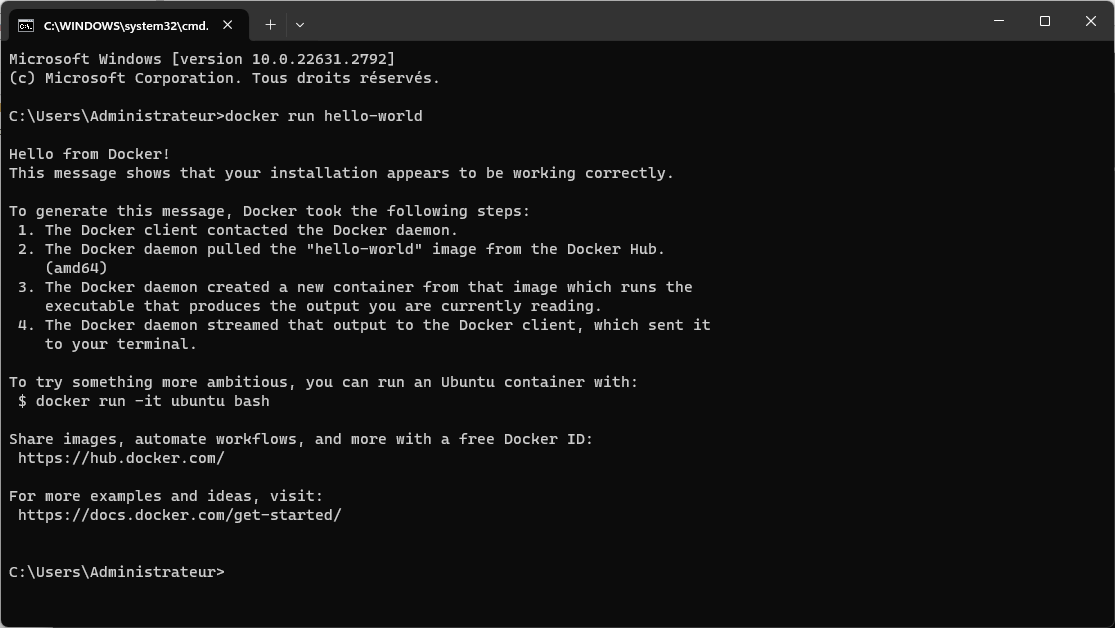 C:\WINDOWS\system32\cmd.
Microsoft Windows [version 10.0.22631.2792]
(c) Microsoft Corporation. Tous droits réservés.
C:\Users\Administrateur>docker run hello-world
Hello from Docker!
This message shows that your installation appears to be working correctly.
To generate this message, Docker took the following steps:
1. The Docker client contacted the Docker daemon.
2. The Docker daemon pulled the "hello-world" image from the Docker Hub.
(amd64)
3. The Docker daemon created a new container from that image which runs the
executable that produces the output you are currently reading.
4. The Docker daemon streamed that output to the Docker client, which sent it
to your terminal.
To try something more ambitious, you can run an Ubuntu container with:
$ docker run -it ubuntu bash
Share images, automate workflows, and more with a free Docker ID:
https://hub.docker.com/
For more examples and ideas, visit:
https://docs.docker.com/get-started/
C:\Users\Administrateur>